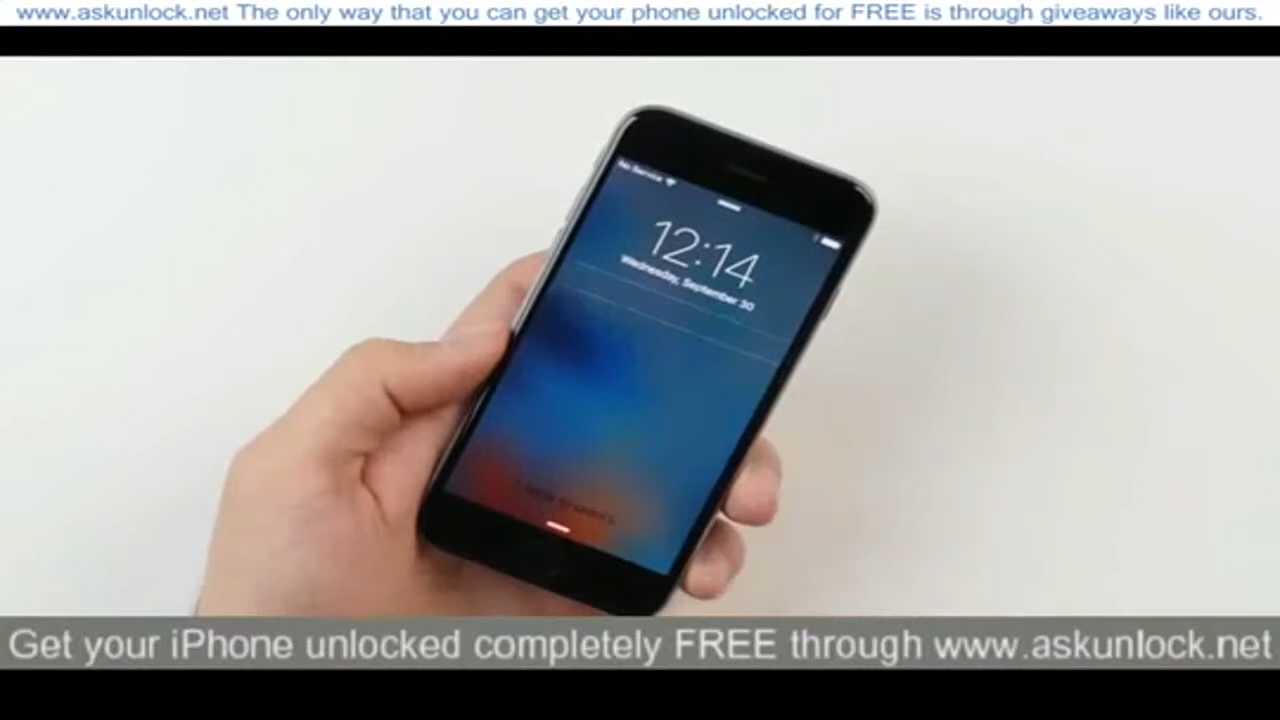 www.askunlock.net The only way that you can get your phone unlocked for FREE is through giveaways like ours.
No Service
12:14
Wednesday, September 30
Get your iPhone unlocked completely FREE through www.askunlock.net